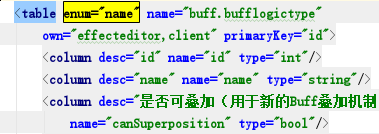 <table enum="name" name="buff.bufflogictype"
own="effecteditor,client" primaryKey="id">
<column desc="id" name="id" type="int"/>
<column desc="name" name="name" type="string"/>
<column desc="是否可叠加（用于新的Buff叠加机制
name="canSuperposition" type="bool"/>